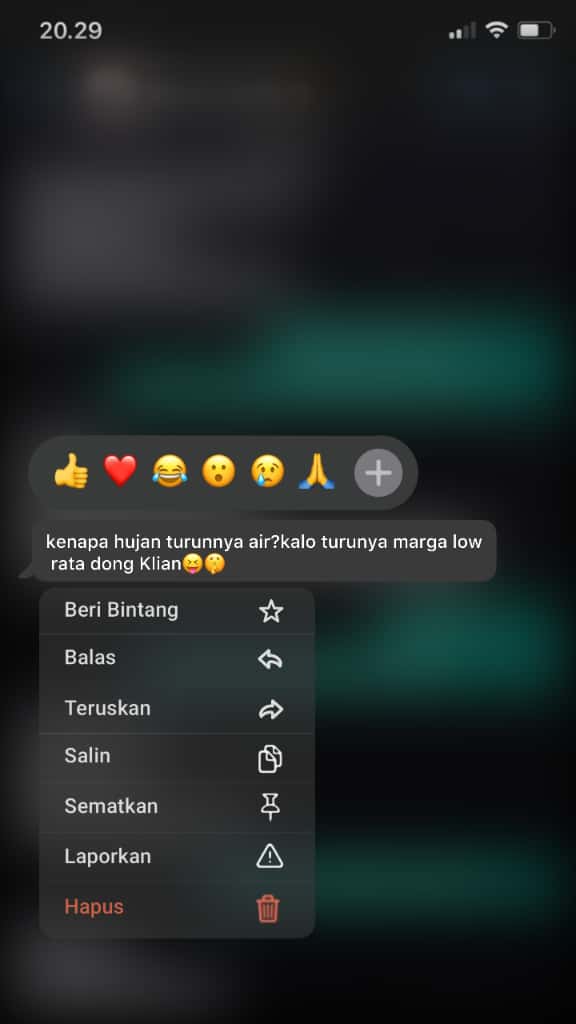 20.29
kenapa hujan turunnya air?kalo turunya marga low
rata dong Klian😝🤫
Beri Bintang
Balas
Teruskan
Salin
Sematkan
Laporkan
Hapus